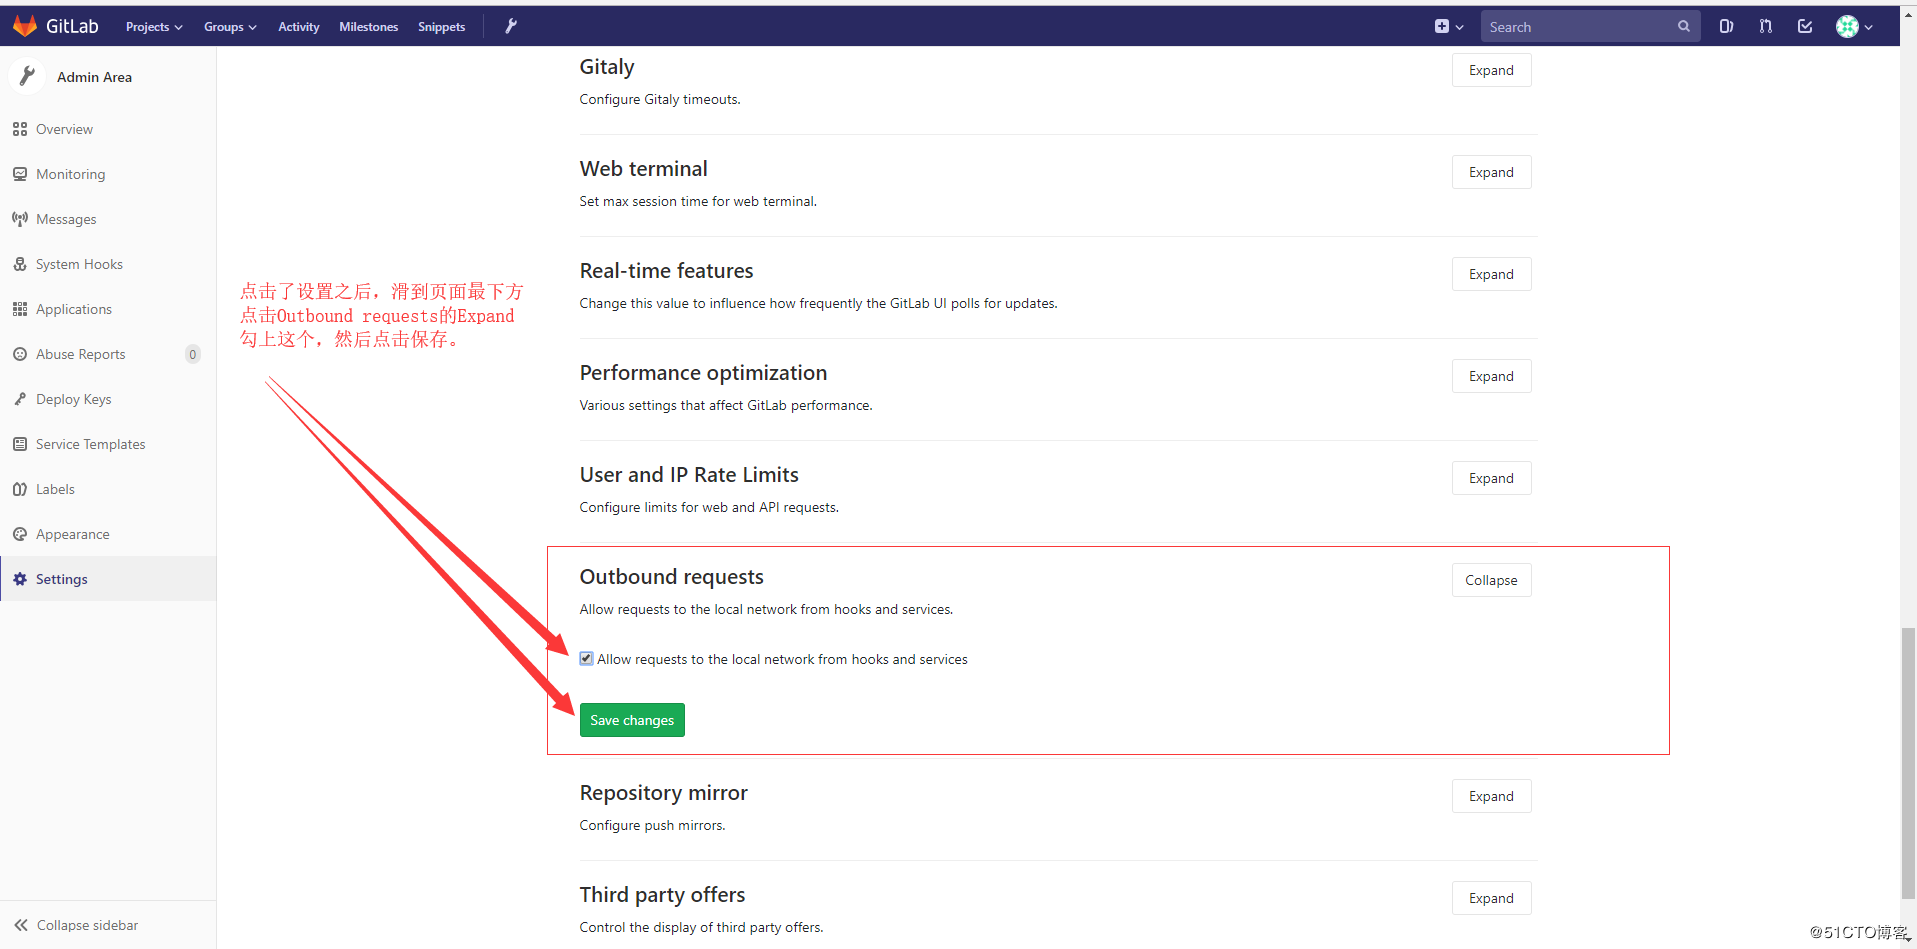 GitLab
Projects
Groups
Activity
Milestones
Snippets
Search
Admin Area
Overview
Monitoring
Messages
System Hooks
Applications
Abuse Reports 0
Deploy Keys
Service Templates
Labels
Appearance
Settings
Collapse sidebar
点击了设置之后，滑到页面最下方
点击Outbound requests的Expand
勾上这个，然后点击保存。
Gitaly
Expand
Configure Gitaly timeouts.
Web terminal
Expand
Set max session time for web terminal.
Real-time features
Expand
Change this value to influence how frequently the GitLab UI polls for updates.
Performance optimization
Expand
Various settings that affect GitLab performance.
User and IP Rate Limits
Expand
Configure limits for web and API requests.
Outbound requests
Collapse
Allow requests to the local network from hooks and services.
Allow requests to the local network from hooks and services
Save changes
Repository mirror
Expand
Configure push mirrors.
Third party offers
Expand
Control the display of third party offers.
@51CTO博客